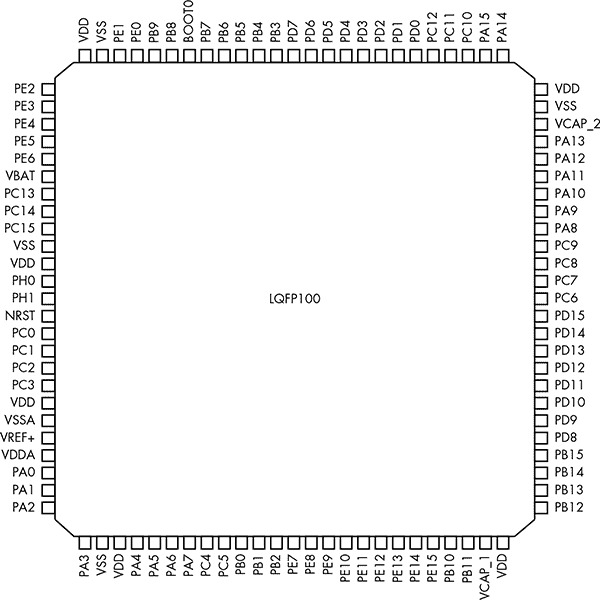 VDD
VSS
PE1
PE0
PB9
PB8
BOOT0
PB7
PB6
PB5
PB4
PB3
PD7
PD6
PD5
PD4
PD3
PD2
PD1
PD0
PC12
PC11
PC10
PA15
PA14
PE2
PE3
PE4
PE5
PE6
VBAT
PC13
PC14
PC15
VSS
VDD
PH0
PH1
NRST
PC0
PC1
PC2
PC3
VDD
VSSA
VREF+
VDDA
PA0
PA1
PA2
LQFP100
VDD
VSS
VCAP_2
PA13
PA12
PA11
PA10
PA9
PA8
PC9
PC8
PC7
PC6
PD15
PD14
PD13
PD12
PD11
PD10
PD9
PD8
PB15
PB14
PB13
PB12
PA3
VSS
VDD
PA4
PA5
PA6
PA7
PC4
PC5
PB0
PB1
PB2
PE7
PE8
PE9
PE10
PE11
PE12
PE13
PE14
PE15
PB10
PB11
VCAP_1
VDD